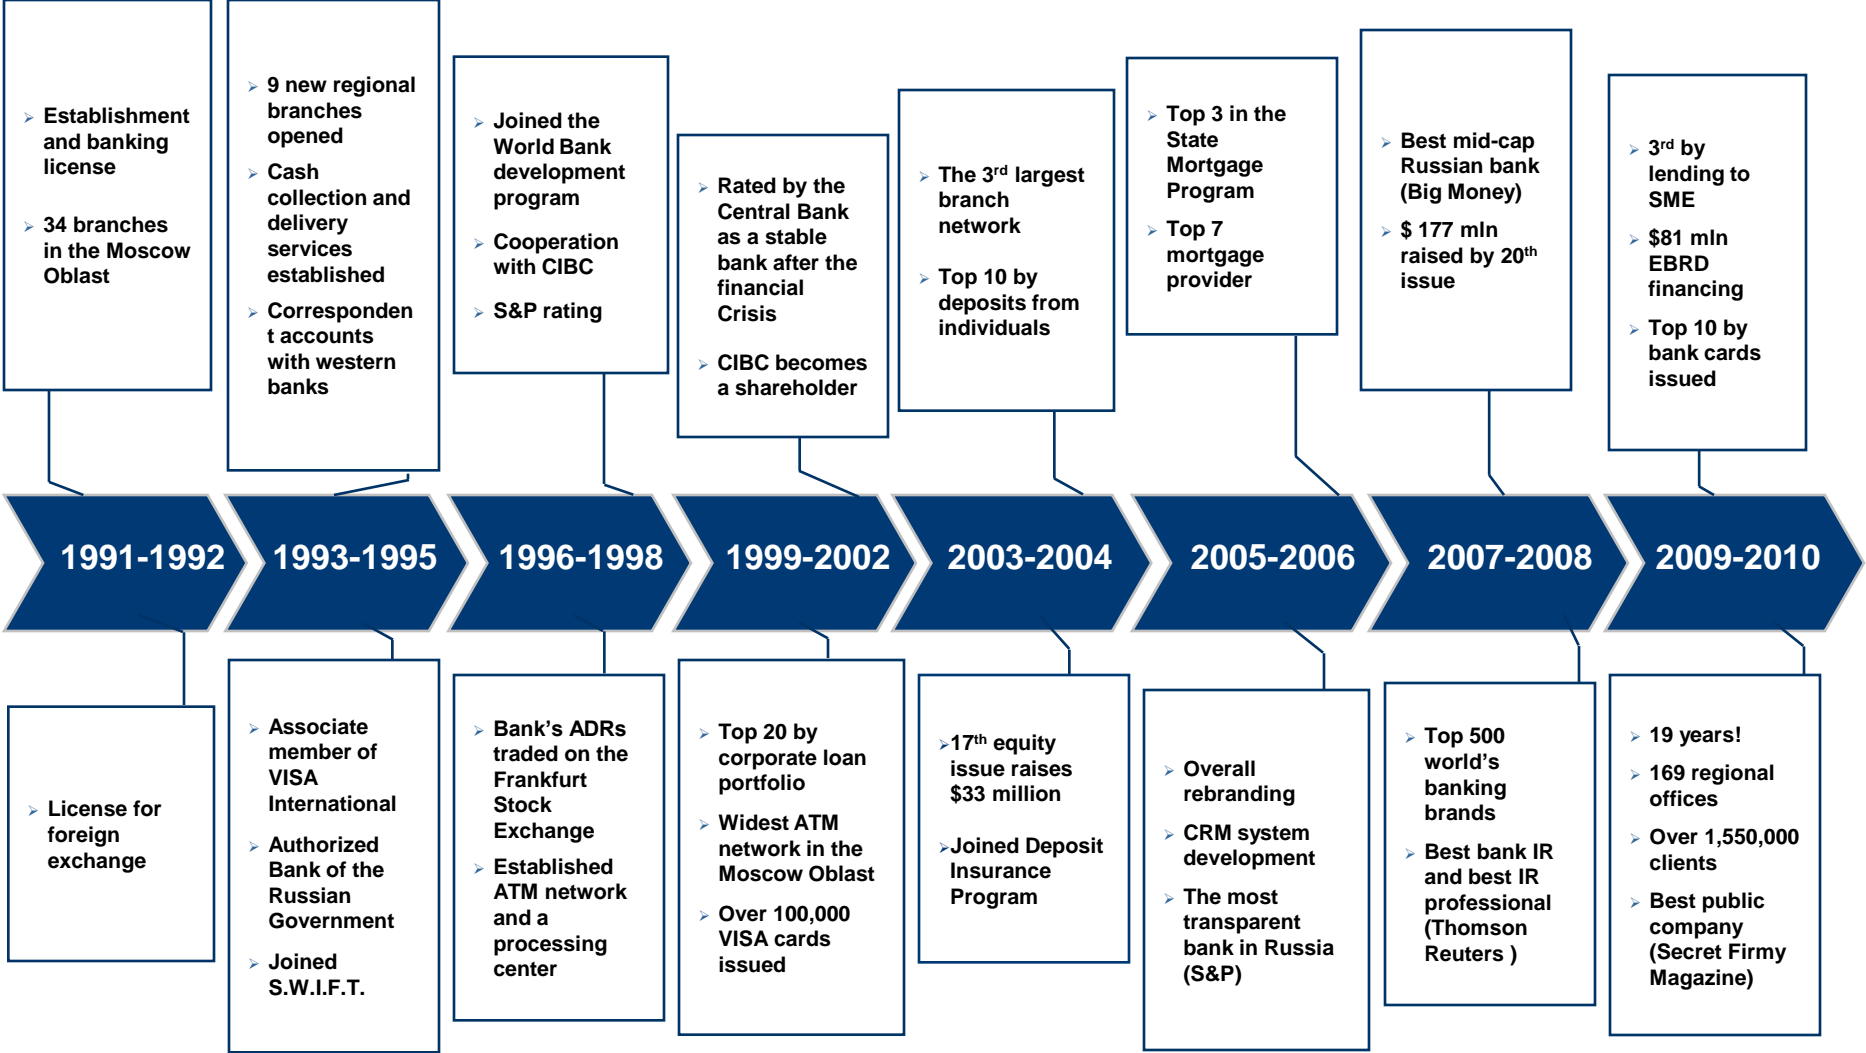 Establishment
and banking
license
34 branches
in the Moscow
Oblast
9 new regional
branches
opened
Cash
collection and
delivery
services
established
Corresponden
t accounts
with western
banks
Joined the
World Bank
development
program
Cooperation
with CIBC
S&P rating
Rated by the
Central Bank
as a stable
bank after the
financial
Crisis
CIBC becomes
a shareholder
The 3rd largest
branch
network
Top 10 by
deposits from
individuals
Top 3 in the
State
Mortgage
Program
Top 7
mortgage
provider
Best mid-cap
Russian bank
(Big Money)
$ 177 mln
raised by 20th
issue
3rd by
lending to
SME
$81 mln
EBRD
financing
Top 10 by
bank cards
issued
1991-1992
1993-1995
1996-1998
1999-2002
2003-2004
2005-2006
2007-2008
2009-2010
License for
foreign
exchange
Associate
member of
VISA
International
Authorized
Bank of the
Russian
Government
Joined
S.W.I.F.T.
Bank’s ADRs
traded on the
Frankfurt
Stock
Exchange
Established
ATM network
and a
processing
center
Top 20 by
corporate loan
portfolio
Widest ATM
network in the
Moscow Oblast
Over 100,000
VISA cards
issued
17th equity
issue raises
$33 million
Joined Deposit
Insurance
Program
Overall
rebranding
CRM system
development
The most
transparent
bank in Russia
(S&P)
Top 500
world’s
banking
brands
Best bank IR
and best IR
professional
(Thomson
Reuters )
19 years!
169 regional
offices
Over 1,550,000
clients
Best public
company
(Secret Firmy
Magazine)